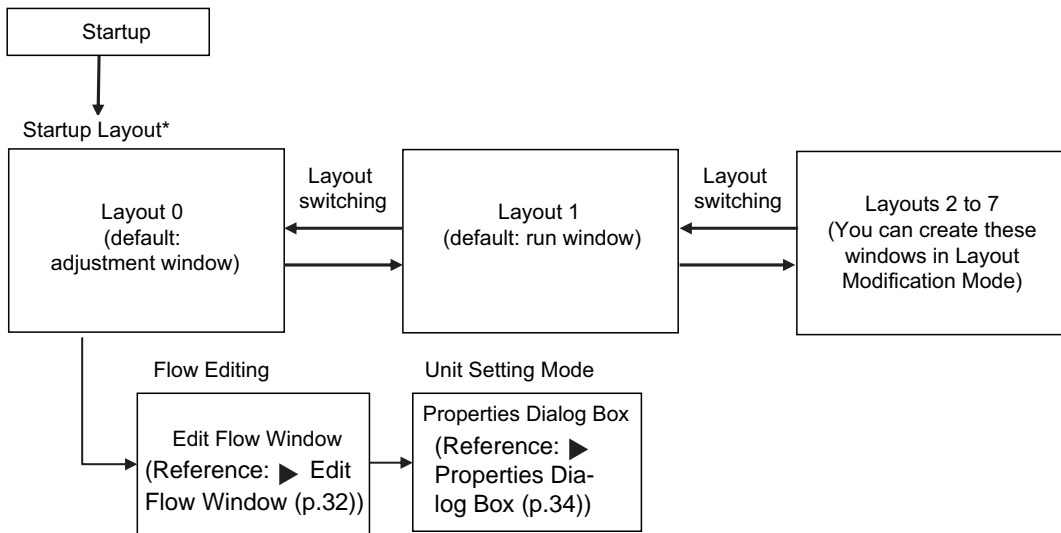 Startup
Startup Layout*
Layout 0
(default:
adjustment window)
Layout
switching
Layout 1
(default: run window)
Layout
switching
Layouts 2 to 7
(You can create these
windows in Layout
Modification Mode)
Flow Editing
Edit Flow Window
(Reference: ▶ Edit
Flow Window (p.32))
Unit Setting Mode
Properties Dialog Box
(Reference: ▶
Properties Dia-
log Box (p.34))